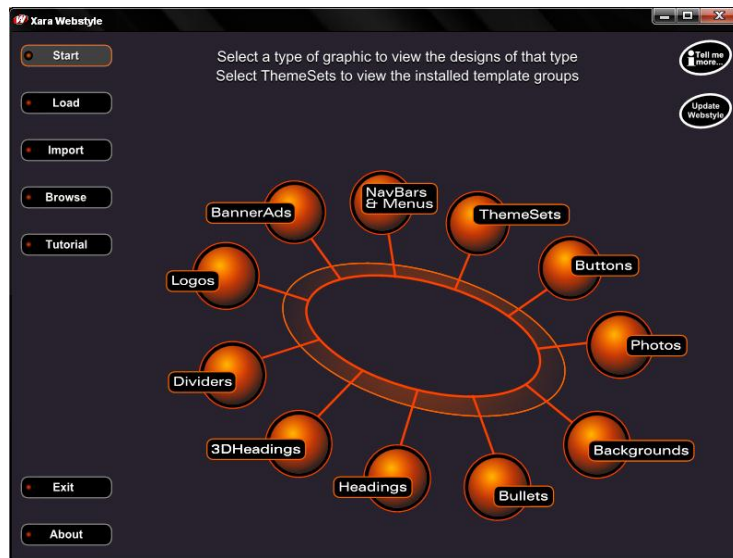 Xara Webstyle
Start
Load
Import
Browse
Tutorial
Exit
About
Select a type of graphic to view the designs of that type
Select ThemeSets to view the installed template groups
Tell me
more...
Update
Webstyle
NavBars
& Menus
BannerAds
ThemeSets
Buttons
Logos
Photos
Dividers
3DHeadings
Backgrounds
Headings
Bullets